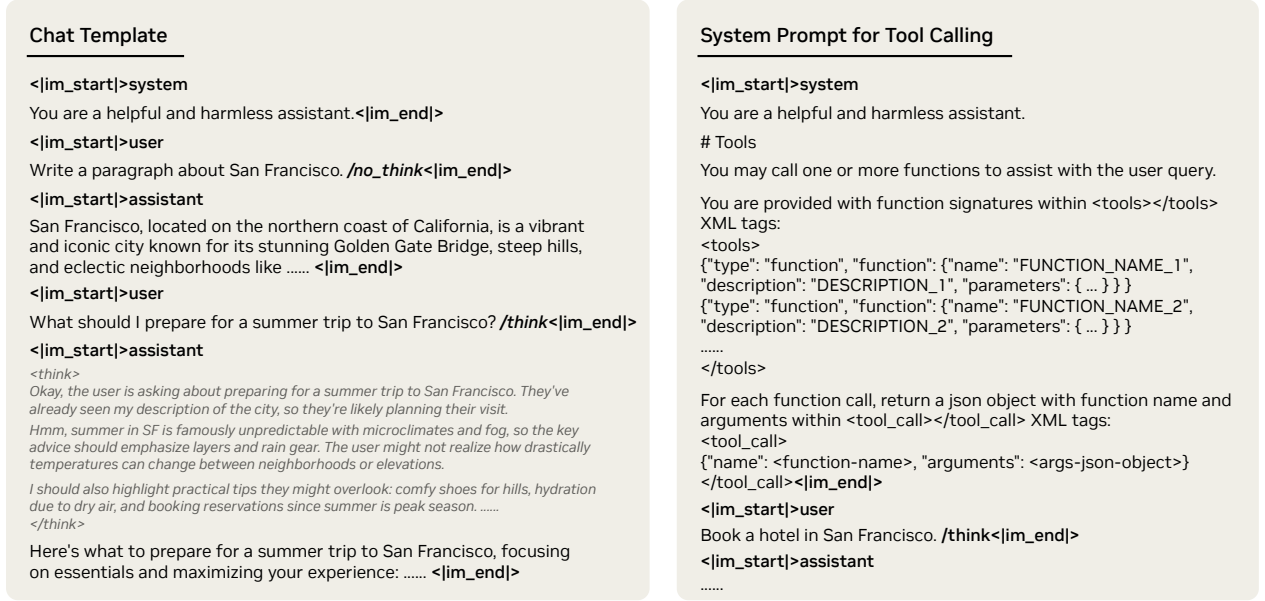 Chat Template
<|im_start|>system
You are a helpful and harmless assistant.<|im_end|>
<|im_start|>user
Write a paragraph about San Francisco. /no_think<|im_end|>
<|im_start|>assistant
San Francisco, located on the northern coast of California, is a vibrant
and iconic city known for its stunning Golden Gate Bridge, steep hills,
and eclectic neighborhoods like ...... <|im_end|>
<|im_start|>user
What should I prepare for a summer trip to San Francisco? /think<|im_end|>
<|im_start|>assistant
<think>
Okay, the user is asking about preparing for a summer trip to San Francisco. They've
already seen my description of the city, so they're likely planning their visit.
Hmm, summer in SF is famously unpredictable with microclimates and fog, so the key
advice should emphasize layers and rain gear. The user might not realize how drastically
temperatures can change between neighborhoods or elevations.
I should also highlight practical tips they might overlook: comfy shoes for hills, hydration
due to dry air, and booking reservations since summer is peak season. ......
</think>
Here's what to prepare for a summer trip to San Francisco, focusing
on essentials and maximizing your experience: ...... <|im_end|>
System Prompt for Tool Calling
<|im_start|>system
You are a helpful and harmless assistant.
# Tools
You may call one or more functions to assist with the user query.
You are provided with function signatures within <tools></tools>
XML tags:
<tools>
{"type": "function", "function": {"name": "FUNCTION_NAME_1",
"description": "DESCRIPTION_1", "parameters": { ... } } }
{"type": "function", "function": {"name": "FUNCTION_NAME_2",
"description": "DESCRIPTION_2", "parameters": { ... } } }
......
</tools>
For each function call, return a json object with function name and
arguments within <tool_call></tool_call> XML tags:
<tool_call>
{"name": <function-name>, "arguments": <args-json-object>}
</tool_call><|im_end|>
<|im_start|>user
Book a hotel in San Francisco. /think<|im_end|>
<|im_start|>assistant
......